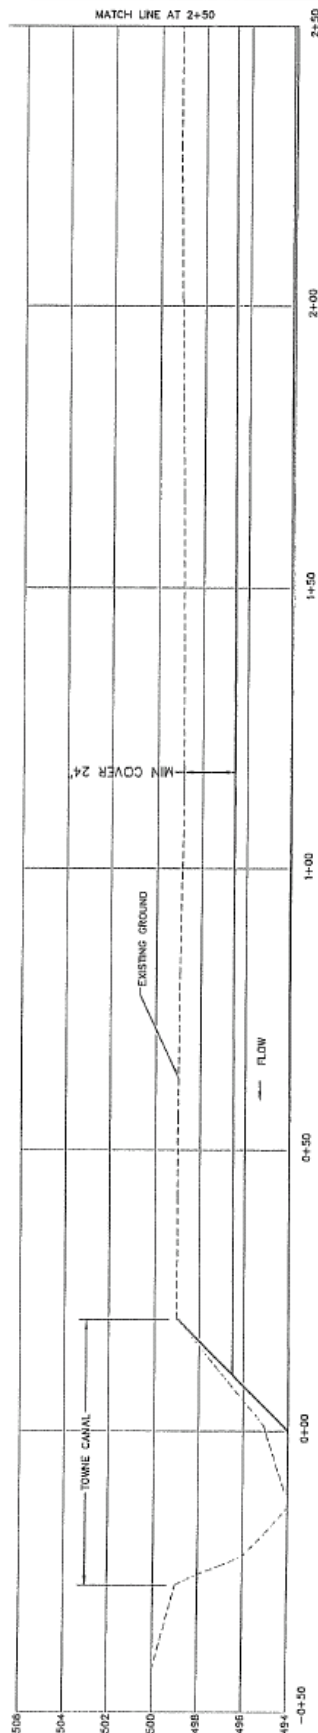 MATCH LINE AT 2+50
506
504
502
500
498
496
494
TOWNE CANAL
EXISTING GROUND
MIN COVER 24"
FLOW
-0+50
0+00
0+50
1+00
1+50
2+00
2+50